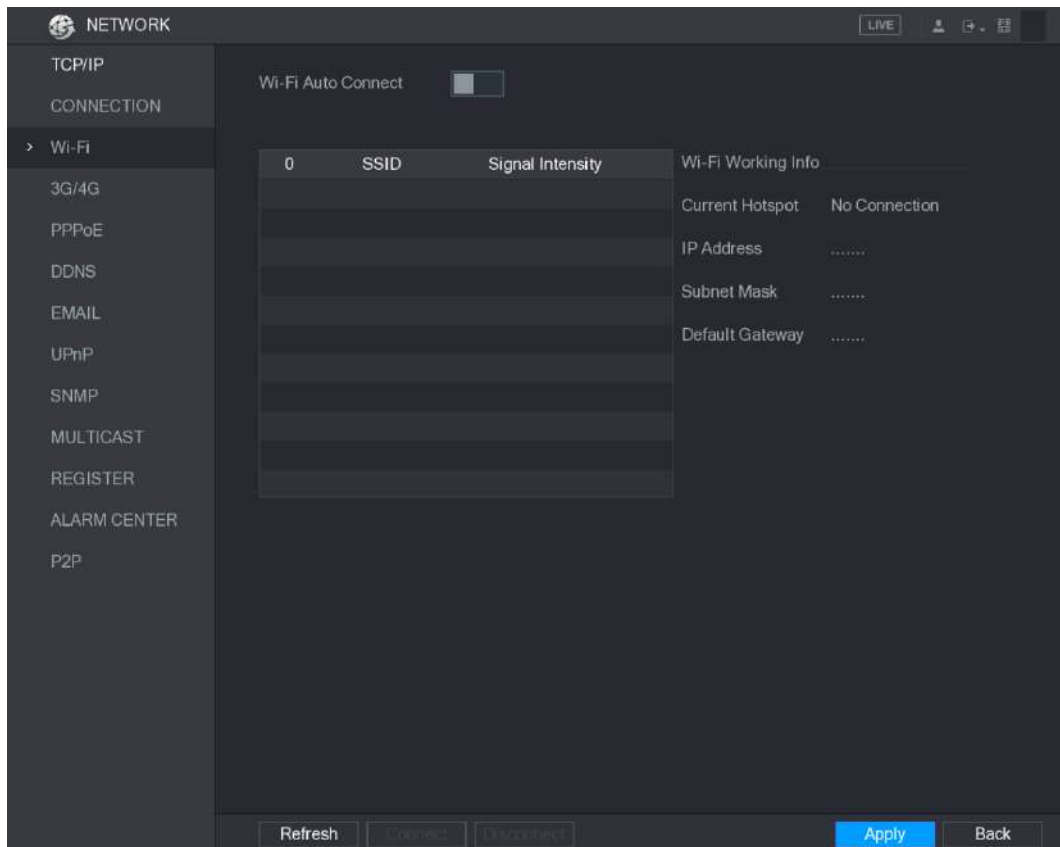 NETWORK
LIVE
TCP/IP
CONNECTION
> Wi-Fi
3G/4G
PPPoE
DDNS
EMAIL
UPnP
SNMP
MULTICAST
REGISTER
ALARM CENTER
P2P
Wi-Fi Auto Connect
0 SSID Signal Intensity
Wi-Fi Working Info
Current Hotspot No Connection
IP Address .......
Subnet Mask .......
Default Gateway .......
Refresh Connect Disconnect Apply Back